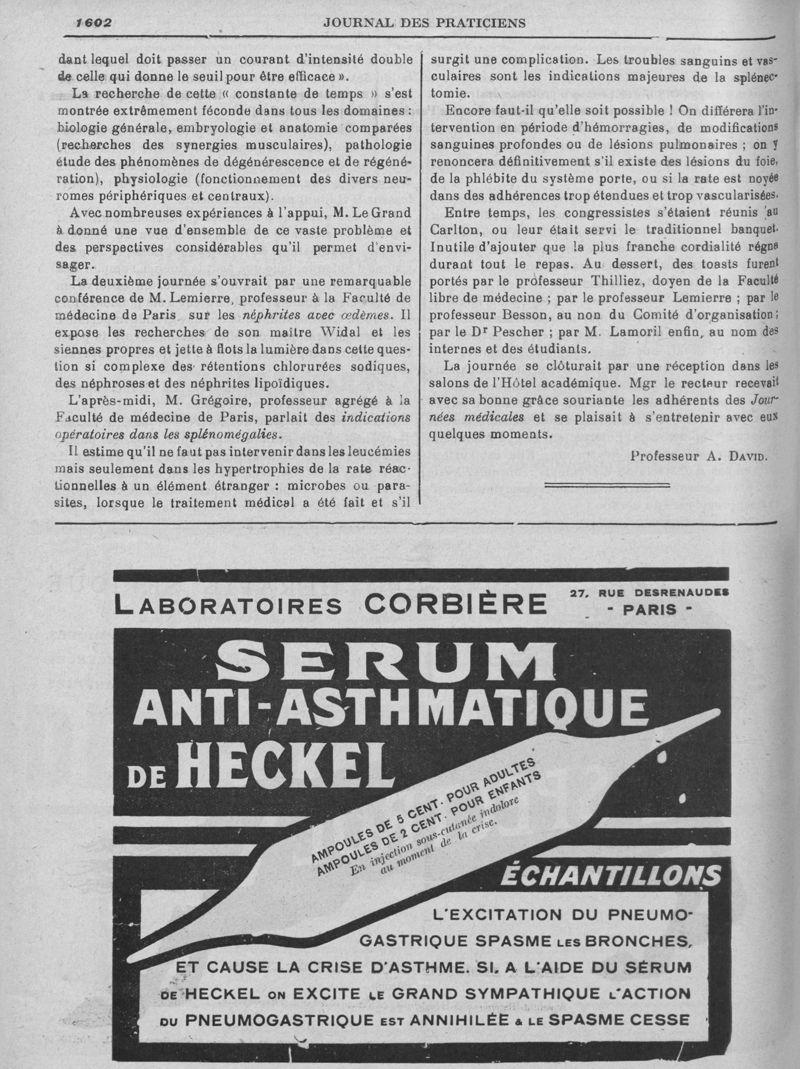 1602
JOURNAL DES PRATICIENS
dant lequel doit passer un courant d'intensité double
de celle qui donne le seuil pour être efficace ».
La recherche de cette « constante de temps » s'est
montrée extrêmement féconde dans tous les domaines :
biologie générale, embryologie et anatomie comparées
(recherches des synergies musculaires), pathologie
étude des phénomènes de dégénérescence et de régéné-
ration), physiologie (fonctionnement des divers neu-
romes périphériques et centraux).
Avec nombreuses expériences à l'appui, M. Le Grand
à donné une vue d'ensemble de ce vaste problème et
des perspectives considérables qu'il permet d'envi-
sager.
La deuxième journée s'ouvrait par une remarquable
conférence de M. Lemierre, professeur à la Faculté de
médecine de Paris sur les néphrites avec œdèmes. Il
expose les recherches de son maître Widal et les
siennes propres et jette à flots la lumière dans cette ques-
tion si complexe des rétentions chlorurées sodiques,
des néphroses et des néphrites lipoïdiques.
L'après-midi, M. Grégoire, professeur agrégé à la
Faculté de médecine de Paris, parlait des indications
opératoires dans les splénomégalies.
Il estime qu'il ne faut pas intervenir dans les leucémies
mais seulement dans les hypertrophies de la rate réac-
tionnelles à un élément étranger : microbes ou para-
sites, lorsque le traitement médical a été fait et s'il
surgit une complication. Les troubles sanguins et vas-
culaires sont les indications majeures de la splénec-
tomie.
Encore faut-il qu'elle soit possible ! On différera l'in-
tervention en période d'hémorragies, de modifications
sanguines profondes ou de lésions pulmonaires ; on y
renoncera définitivement s'il existe des lésions du foie,
de la phlébite du système porte, ou si la rate est noyée
dans des adhérences trop étendues et trop vascularisées.
Entre temps, les congressistes s'étaient réunis au
Carlton, ou leur était servi le traditionnel banquet.
Inutile d'ajouter que la plus franche cordialité régna
durant tout le repas. Au dessert, des toasts furent
portés par le professeur Thilliez, doyen de la Faculté
libre de médecine ; par le professeur Lemierre ; par le
professeur Besson, au non du Comité d'organisation ;
par le Dr Pescher ; par M. Lamoril enfin, au nom des
internes et des étudiants.
La journée se clôturait par une réception dans les
salons de l'Hôtel académique. Mgr le recteur recevait
avec sa bonne grâce souriante les adhérents des Jour-
nées médicales et se plaisait à s'entretenir avec eux
quelques moments.
Professeur A. DAVID.
LABORATOIRES CORBIÈRE
27, RUE DESRENAUDES
- PARIS -
SERUM
ANTI-ASTHMATIQUE
DE HECKEL
AMPOULES DE 5 CENT. POUR ADULTES
AMPOULES DE 2 CENT. POUR ENFANTS
En injection sous-cutanée indolore
au moment de la crise.
ÉCHANTILLONS
L'EXCITATION DU PNEUMO-
GASTRIQUE SPASME LES BRONCHES,
ET CAUSE LA CRISE D'ASTHME. SI, A L'AIDE DU SÉRUM
DE HECKEL ON EXCITE LE GRAND SYMPATHIQUE L'ACTION
DU PNEUMOGASTRIQUE EST ANNIHILÉE & LE SPASME CESSE